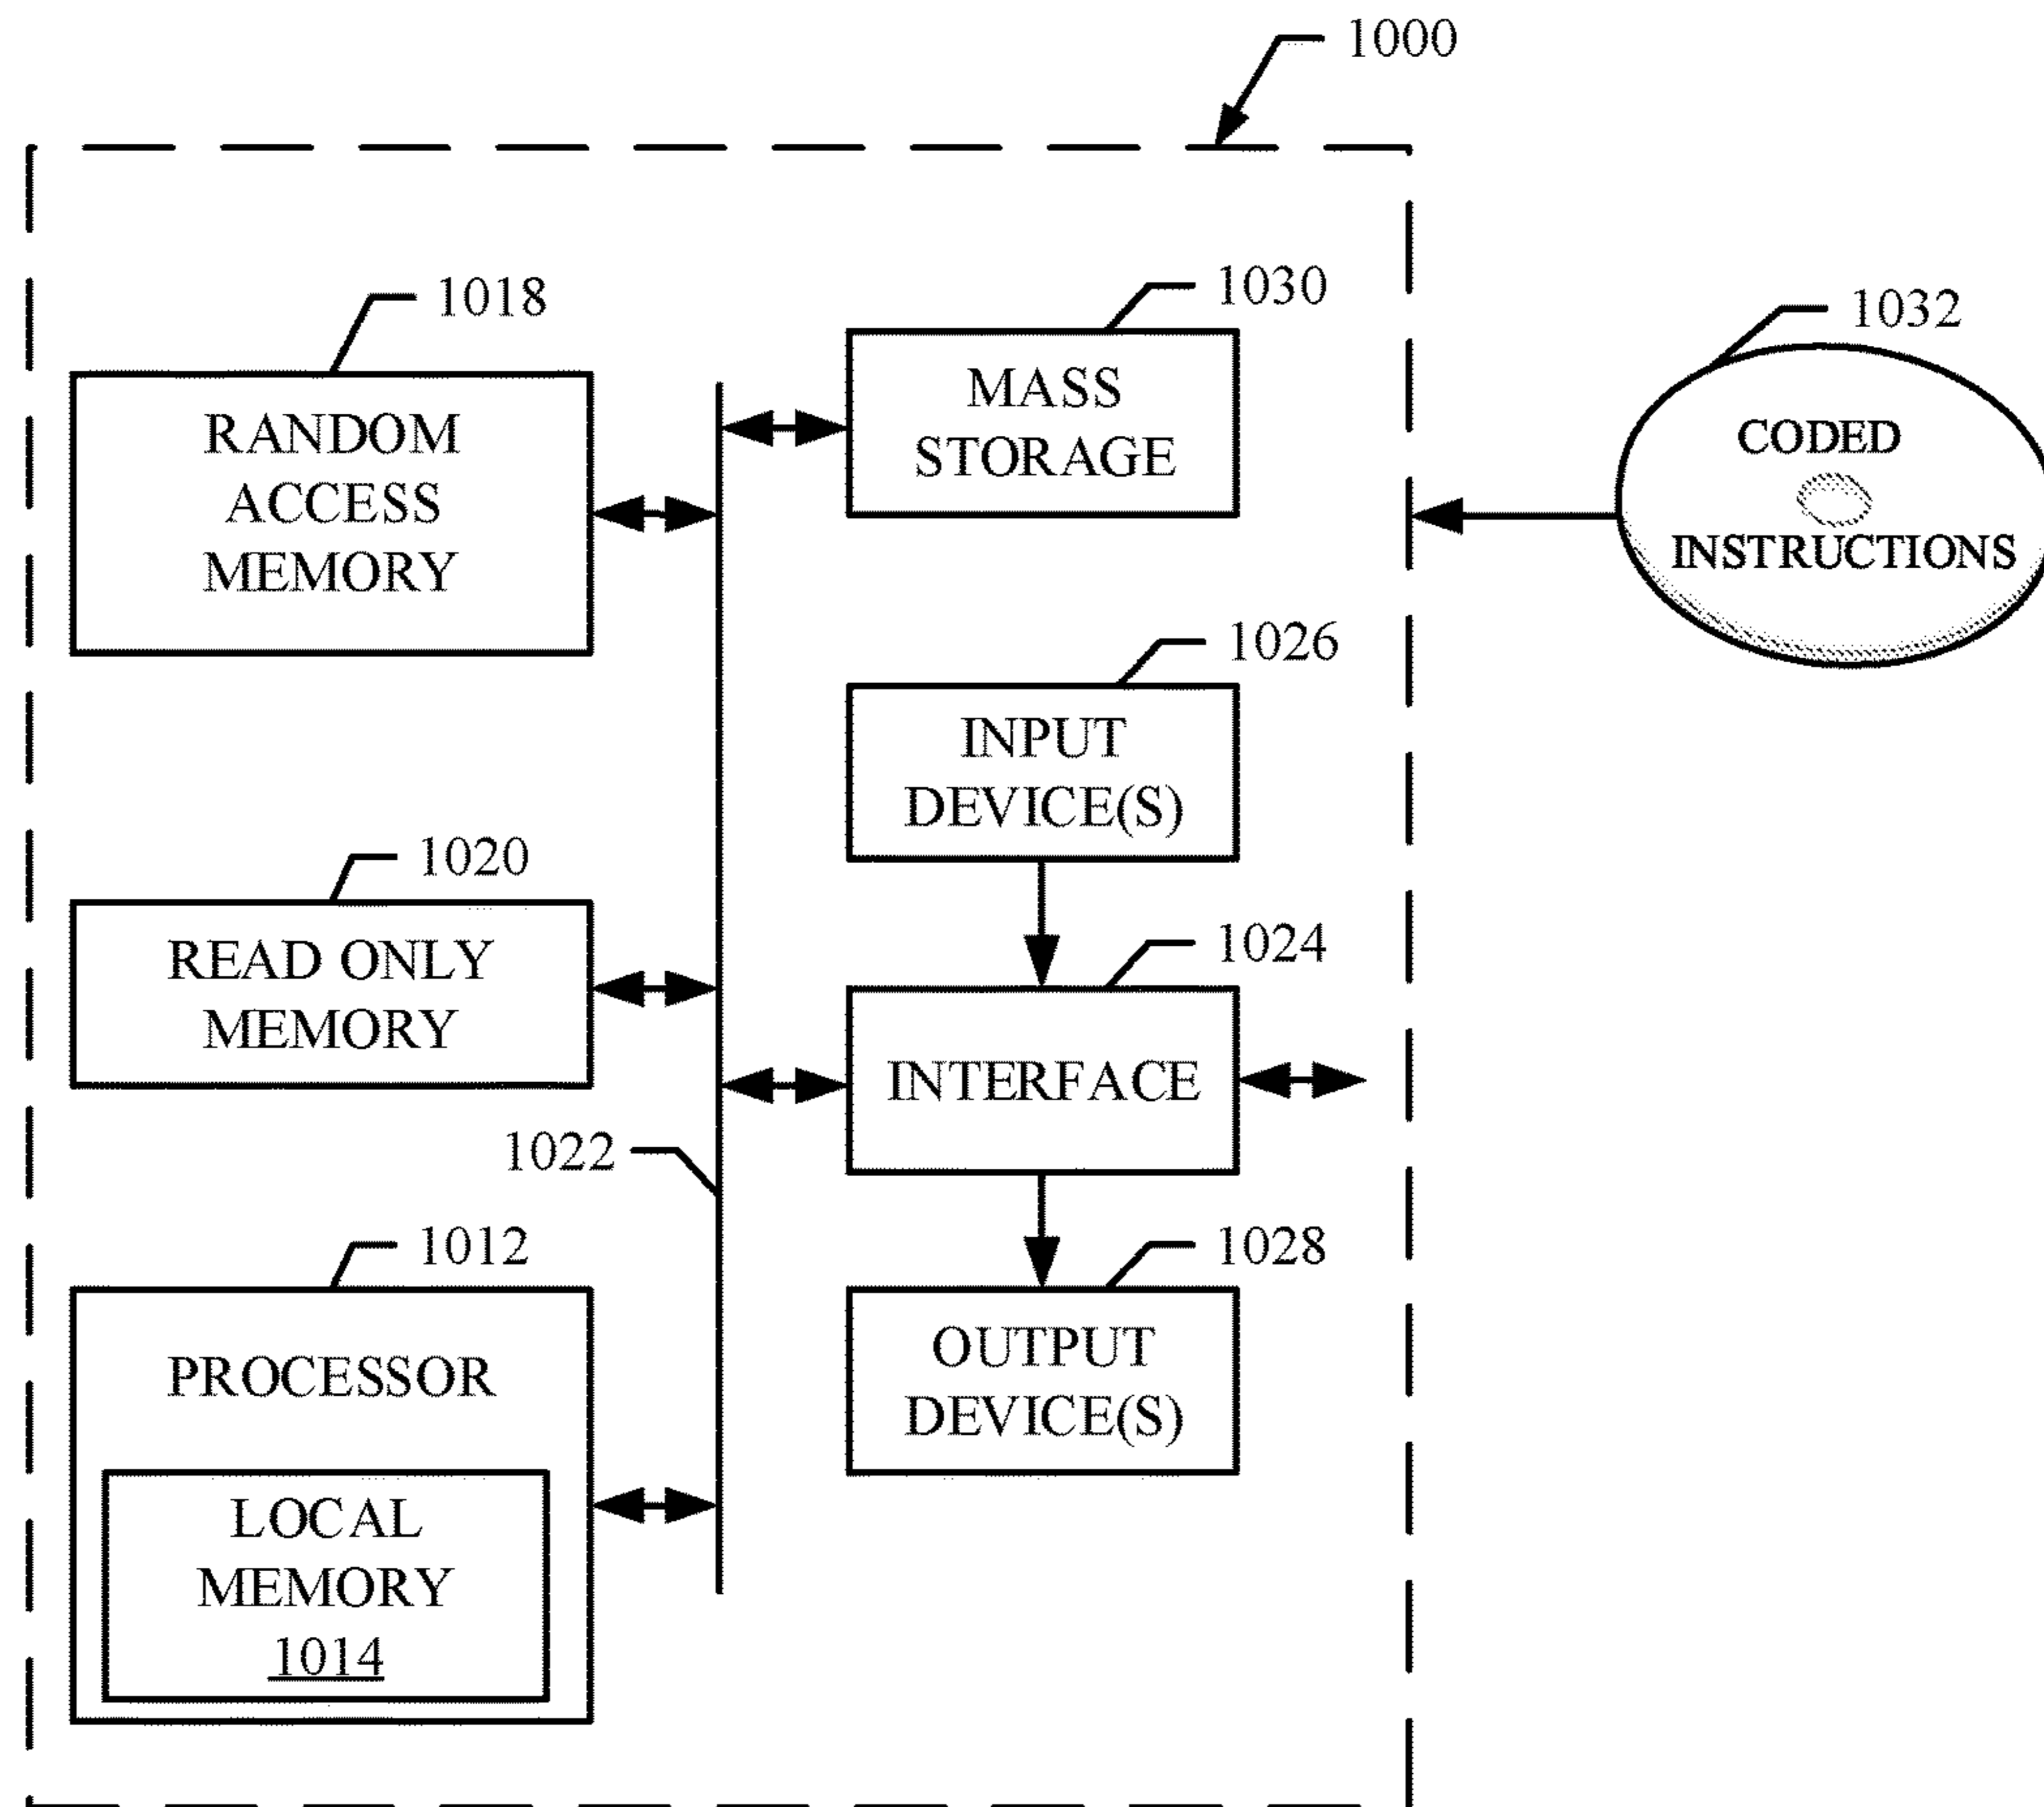 1000
1018
RANDOM
ACCESS
MEMORY
1030
MASS
STORAGE
1032
CODED
INSTRUCTIONS
1026
INPUT
DEVICE(S)
1020
READ ONLY
MEMORY
1024
INTERFACE
1022
1012
PROCESSOR
LOCAL
MEMORY
1014
1028
OUTPUT
DEVICE(S)